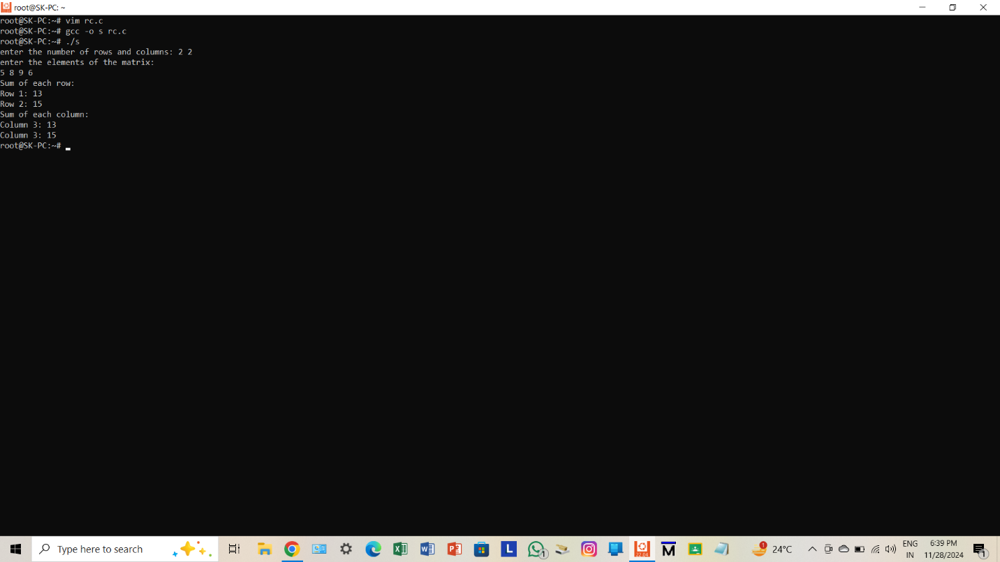 root@SK-PC: ~
root@SK-PC:~# vim rc.c
root@SK-PC:~# gcc -o s rc.c
root@SK-PC:~# ./s
enter the number of rows and columns: 2 2
enter the elements of the matrix:
5 8 9 6
Sum of each row:
Row 1: 13
Row 2: 15
Sum of each column:
Column 3: 13
Column 3: 15
root@SK-PC:~#
Type here to search
L
1
22.04
M
1
24°C
ENG
IN
6:39 PM
11/28/2024
1